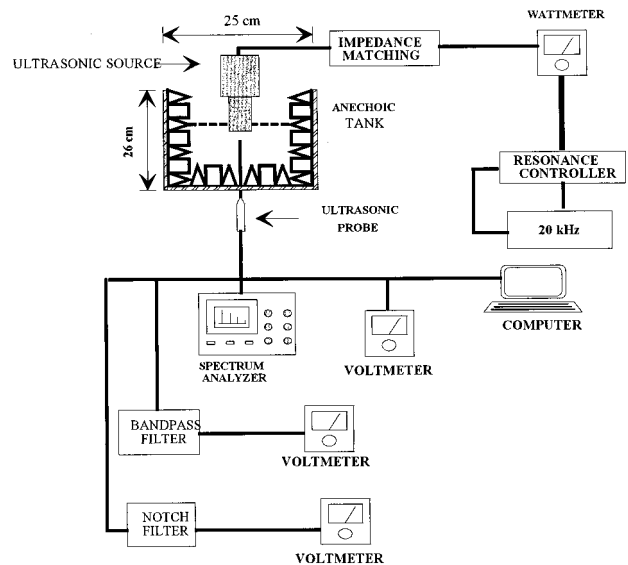 25 cm
WATTMETER
IMPEDANCE
MATCHING
ULTRASONIC SOURCE
ANECHOIC
TANK
26 cm
RESONANCE
CONTROLLER
ULTRASONIC
PROBE
20 kHz
COMPUTER
SPECTRUM
ANALYZER
VOLTMETER
BANDPASS
FILTER
VOLTMETER
NOTCH
FILTER
VOLTMETER